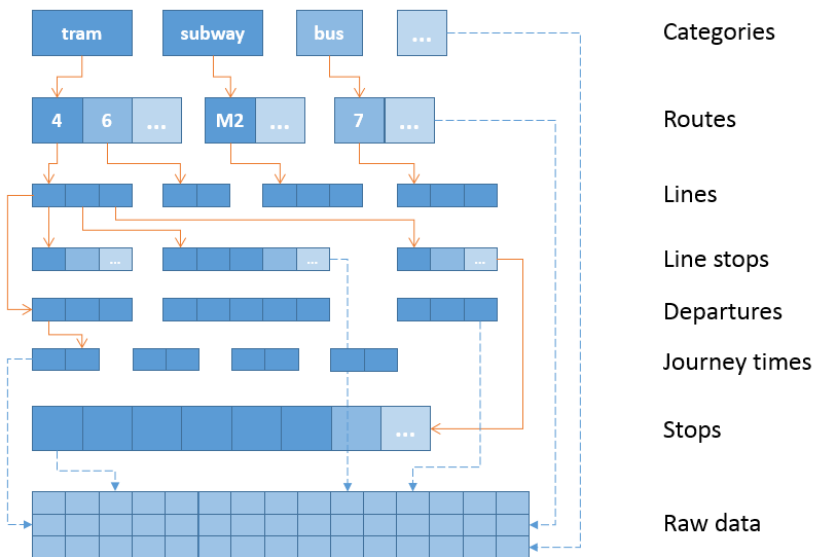 tram subway bus ... Categories
4 6 ... M2 ... 7 ... Routes
Lines
... ... ... Line stops
Departures
Journey times
... Stops
Raw data